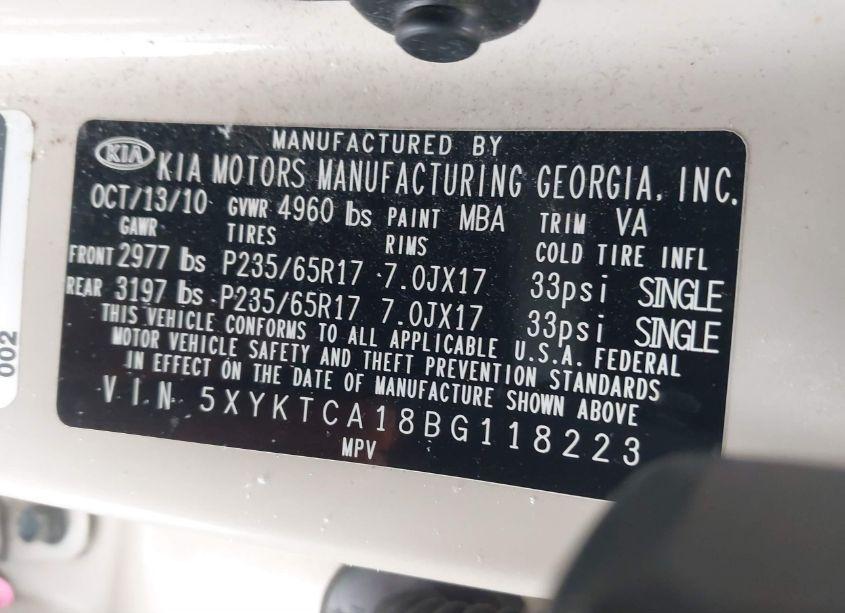 MANUFACTURED BY
KIA KIA MOTORS MANUFACTURING GEORGIA, INC.
OCT/13/10 GVWR 4960 lbs PAINT MBA TRIM VA
GAWR TIRES RIMS COLD TIRE INFL
FRONT 2977 lbs P235/65R17 7.0JX17 33psi SINGLE
REAR 3197 lbs P235/65R17 7.0JX17 33psi SINGLE
THIS VEHICLE CONFORMS TO ALL APPLICABLE U.S.A. FEDERAL
MOTOR VEHICLE SAFETY AND THEFT PREVENTION STANDARDS
IN EFFECT ON THE DATE OF MANUFACTURE SHOWN ABOVE
VIN 5XYKTCA18BG118223
MPV
002